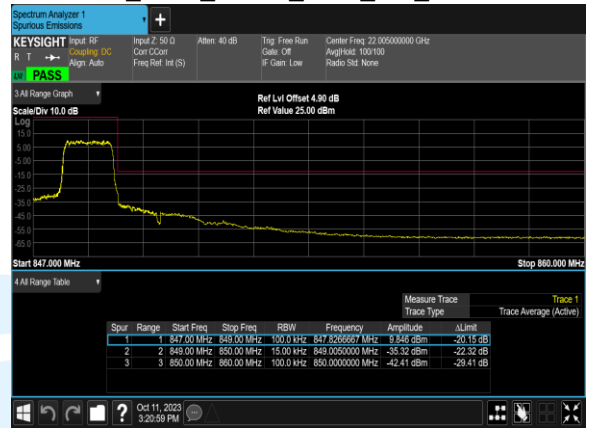 Spectrum Analyzer 1
Spurious Emissions
KEYSIGHT Input: RF Input Z: 50 Ω Atten: 40 dB Trig: Free Run Center Freq: 22.005000000 GHz
R T Coupling: DC Corr CCorr Gate: Off Avg|Hold: 100/100
Align: Auto Freq Ref: Int (S) IF Gain: Low Radio Std: None
LM PASS
3 All Range Graph
Ref Lvl Offset 4.90 dB
Scale/Div 10.0 dB Ref Value 25.00 dBm
Log
15.0
5.00
-5.00
-15.0
-25.0
-35.0
-45.0
-55.0
-65.0
Start 847.000 MHz Stop 860.000 MHz
4 All Range Table
Measure Trace Trace 1
Trace Type Trace Average (Active)
Spur Range Start Freq Stop Freq RBW Frequency Amplitude ΔLimit
1 1 847.00 MHz 849.00 MHz 100.0 kHz 847.8266667 MHz 9.846 dBm -20.15 dB
2 2 849.00 MHz 850.00 MHz 15.00 kHz 849.0050000 MHz -35.32 dBm -22.32 dB
3 3 850.00 MHz 860.00 MHz 100.0 kHz 850.0000000 MHz -42.41 dBm -29.41 dB
? Oct 11, 2023
3:20:59 PM